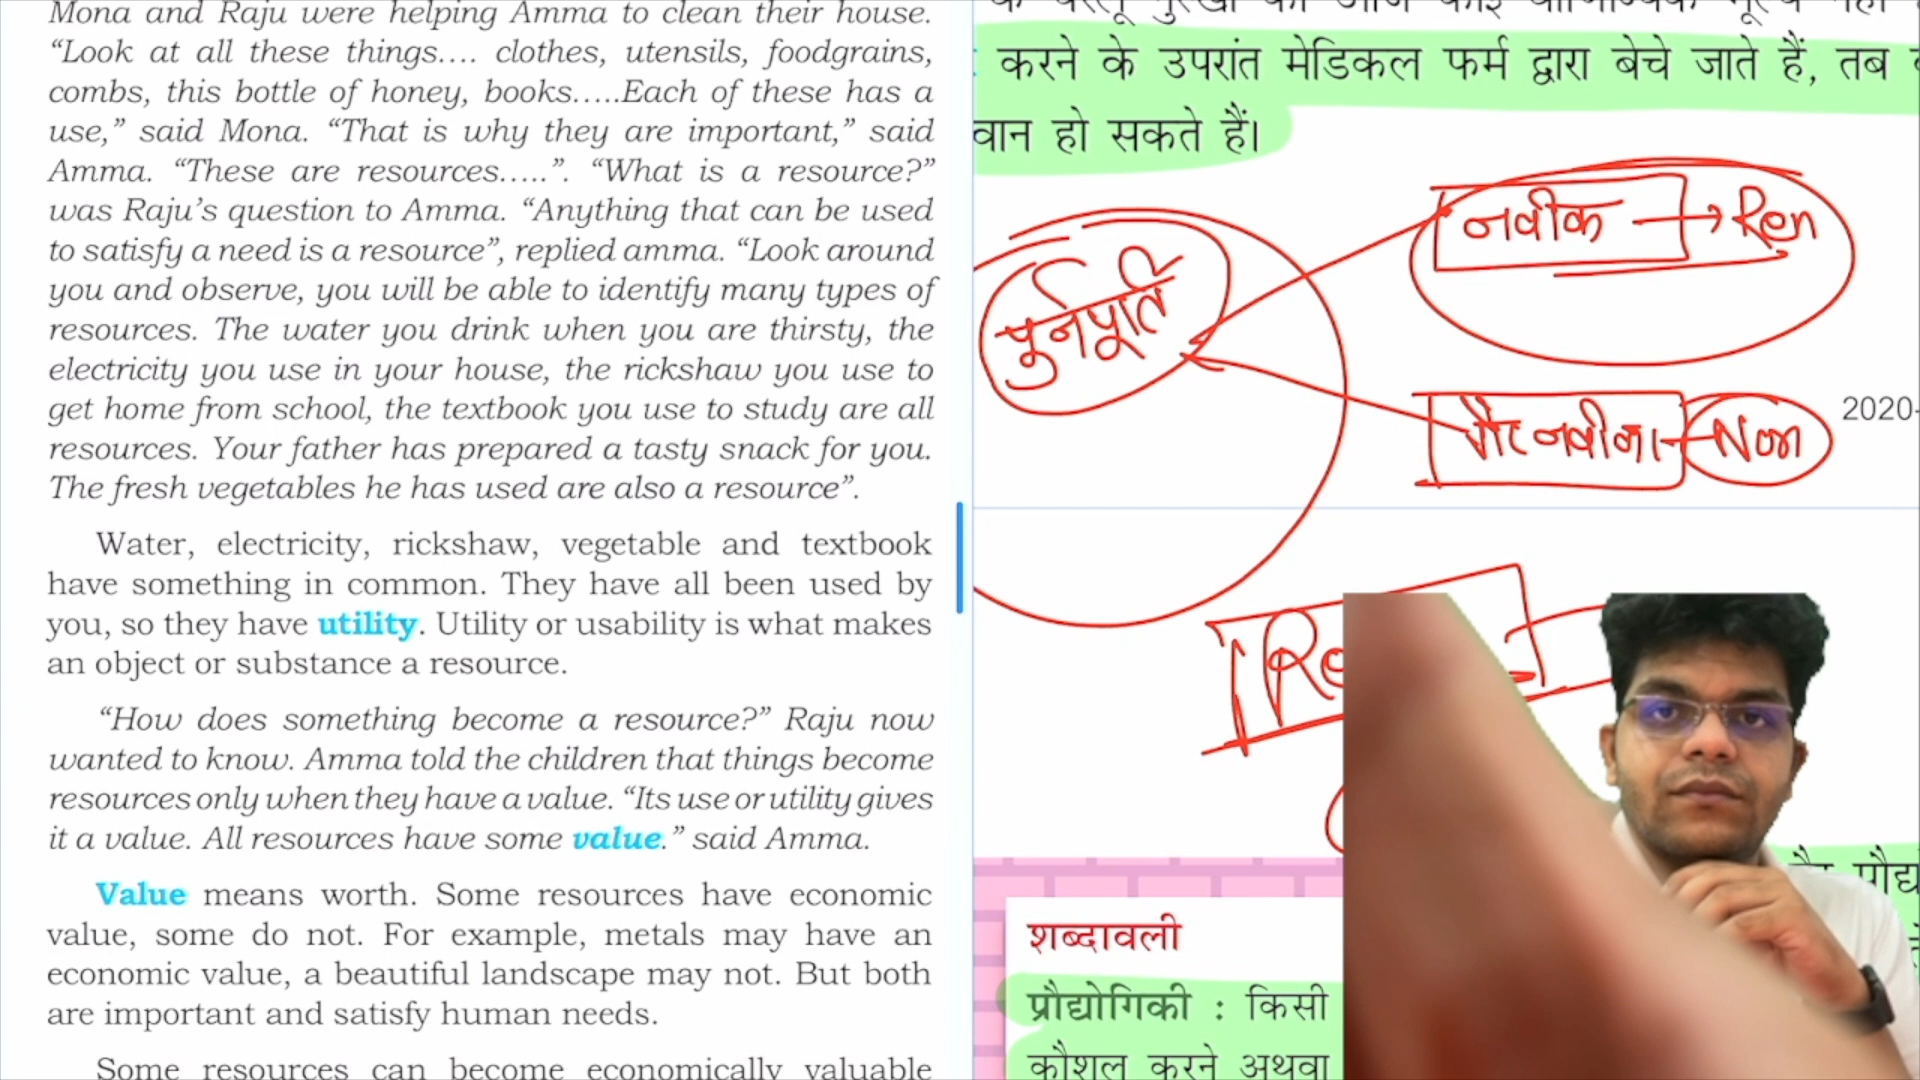 Mona and Raju were helping Amma to clean their house.
“Look at all these things.... clothes, utensils, foodgrains,
combs, this bottle of honey, books.....Each of these has a
use,” said Mona. “That is why they are important,” said
Amma. “These are resources.....”. “What is a resource?”
was Raju’s question to Amma. “Anything that can be used
to satisfy a need is a resource”, replied amma. “Look around
you and observe, you will be able to identify many types of
resources. The water you drink when you are thirsty, the
electricity you use in your house, the rickshaw you use to
get home from school, the textbook you use to study are all
resources. Your father has prepared a tasty snack for you.
The fresh vegetables he has used are also a resource”.
Water, electricity, rickshaw, vegetable and textbook
have something in common. They have all been used by
you, so they have utility. Utility or usability is what makes
an object or substance a resource.
“How does something become a resource?” Raju now
wanted to know. Amma told the children that things become
resources only when they have a value. “Its use or utility gives
it a value. All resources have some value.” said Amma.
Value means worth. Some resources have economic
value, some do not. For example, metals may have an
economic value, a beautiful landscape may not. But both
are important and satisfy human needs.
Some resources can become economically valuable
करने के उपरांत मेडिकल फर्म द्वारा बेचे जाते हैं, तब
वान हो सकते हैं।
नवीक → Ren
पुर्नपूर्ति
Non
2020-
Re
शब्दावली
प्रौद्योगिकी : किसी
कौशल करने अथवा